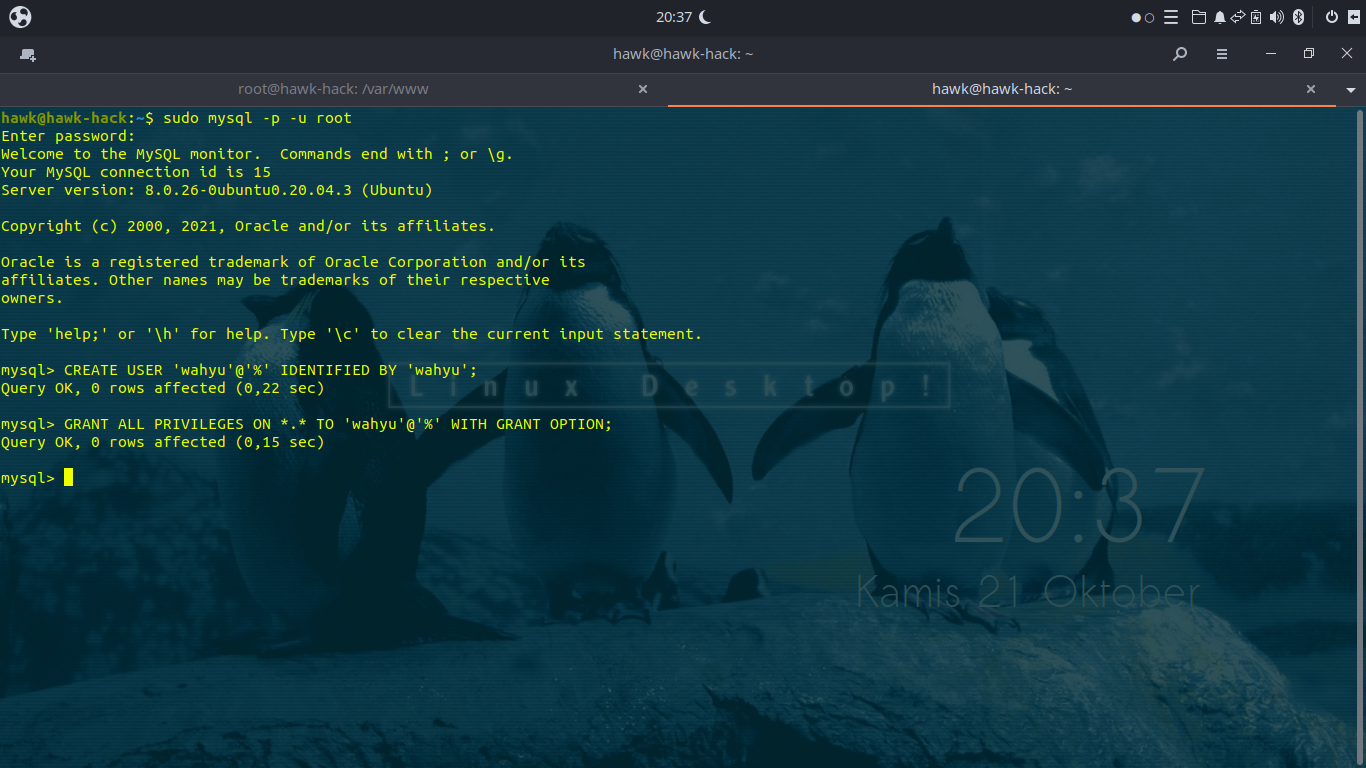 20:37
hawk@hawk-hack: ~
root@hawk-hack: /var/www
hawk@hawk-hack: ~
hawk@hawk-hack:~$ sudo mysql -p -u root
Enter password:
Welcome to the MySQL monitor.  Commands end with ; or \g.
Your MySQL connection id is 15
Server version: 8.0.26-0ubuntu0.20.04.3 (Ubuntu)
Copyright (c) 2000, 2021, Oracle and/or its affiliates.
Oracle is a registered trademark of Oracle Corporation and/or its
affiliates. Other names may be trademarks of their respective
owners.
Type 'help;' or '\h' for help. Type '\c' to clear the current input statement.
mysql> CREATE USER 'wahyu'@'%' IDENTIFIED BY 'wahyu';
Query OK, 0 rows affected (0,22 sec)
Linux Desktop!
mysql> GRANT ALL PRIVILEGES ON *.* TO 'wahyu'@'%' WITH GRANT OPTION;
Query OK, 0 rows affected (0,15 sec)
mysql>
20:37
Kamis 21 Oktober